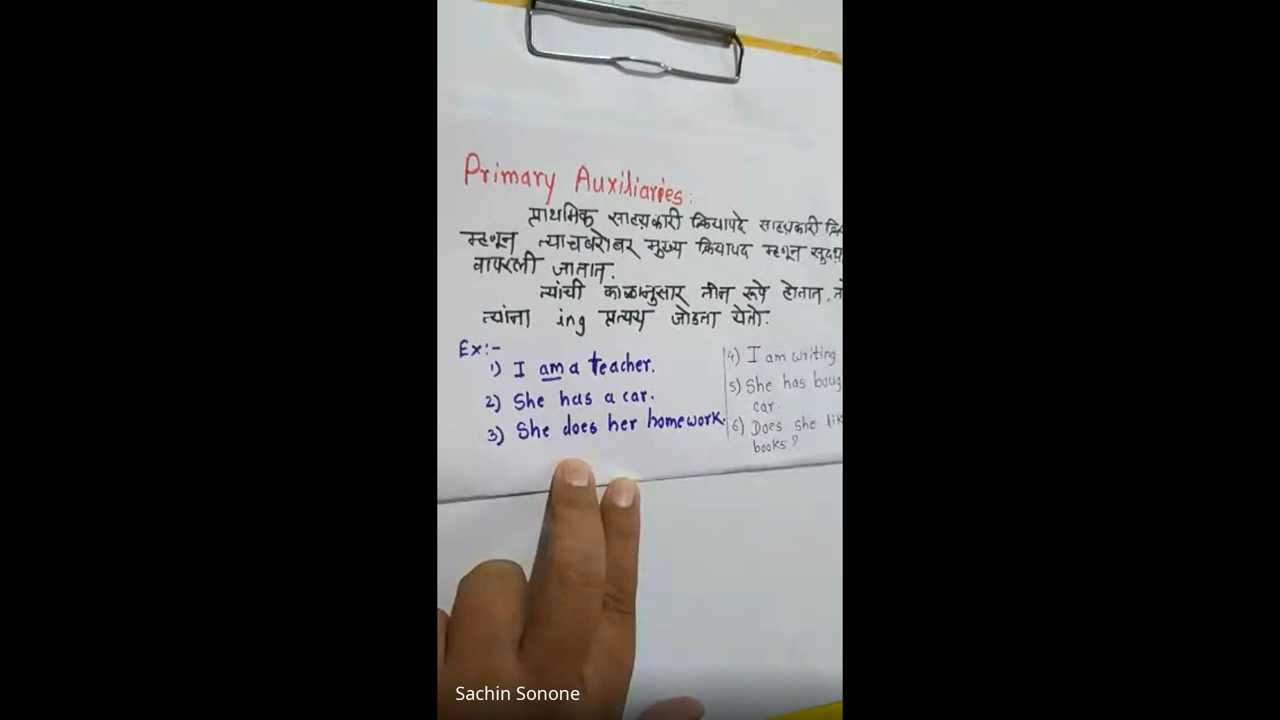 Primary Auxiliaries:
प्राथमिक साहाय्यकारी क्रियापदे साहाय्यकारी
म्हणून त्याचबरोबर मुख्य क्रियापद म्हणून
वापरली जातात.
त्यांची काळानुसार तीन रूपे होतात,
त्यांना ing प्रत्यय जोडता येतो.
Ex:-
1) I am a teacher.
2) She has a car.
3) She does her homework.
4) I am writing
5) She has boug
car.
6) Does she lik
books?
Sachin Sonone